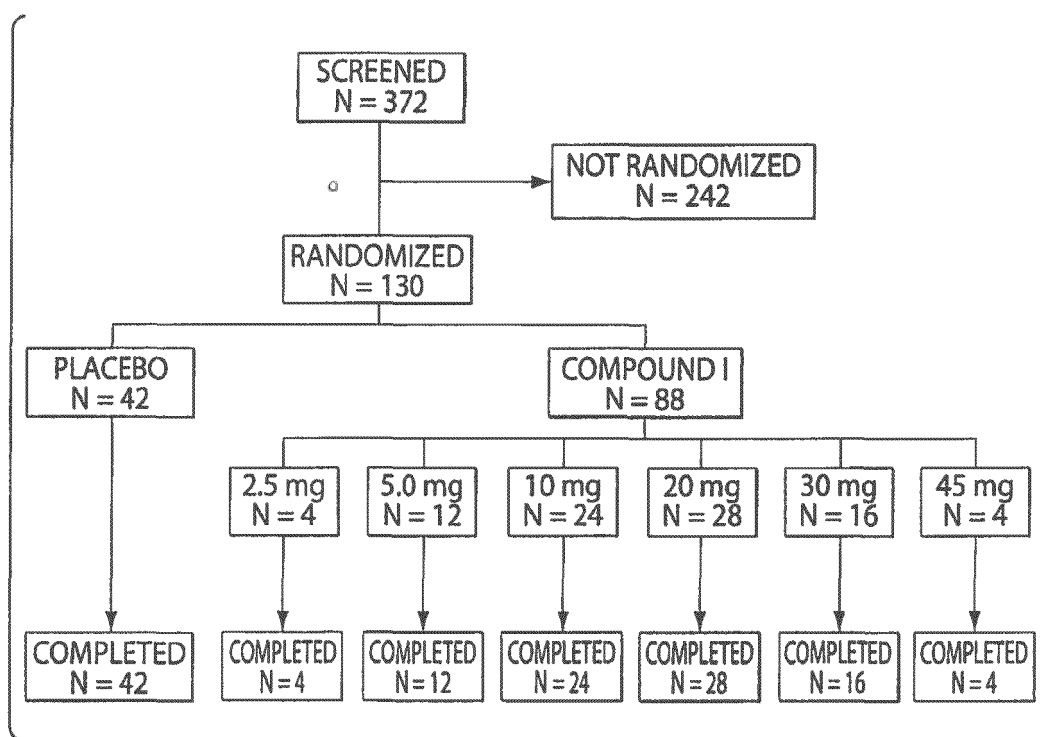 SCREENED
N = 372
NOT RANDOMIZED
N = 242
RANDOMIZED
N = 130
PLACEBO
N = 42
COMPOUND I
N = 88
2.5 mg
N = 4
5.0 mg
N = 12
10 mg
N = 24
20 mg
N = 28
30 mg
N = 16
45 mg
N = 4
COMPLETED
N = 42
COMPLETED
N = 4
COMPLETED
N = 12
COMPLETED
N = 24
COMPLETED
N = 28
COMPLETED
N = 16
COMPLETED
N = 4